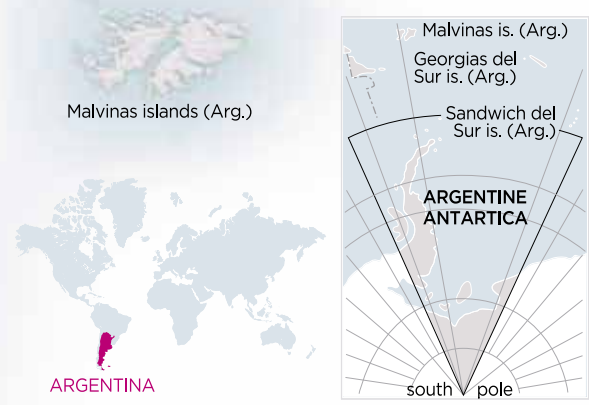 Malvinas islands (Arg.)
ARGENTINA
Malvinas is. (Arg.)
Georgias del
Sur is. (Arg.)
Sandwich del
Sur is. (Arg.)
ARGENTINE
ANTARTICA
south pole